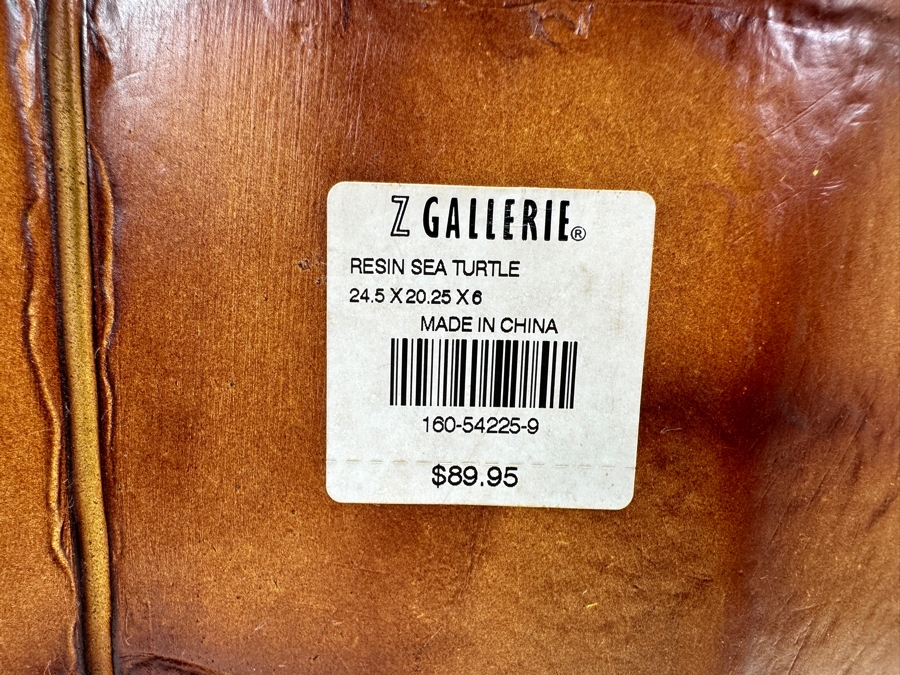 Z GALLERIE®
RESIN SEA TURTLE
24.5 X 20.25 X 6
MADE IN CHINA
160-54225-9
$89.95